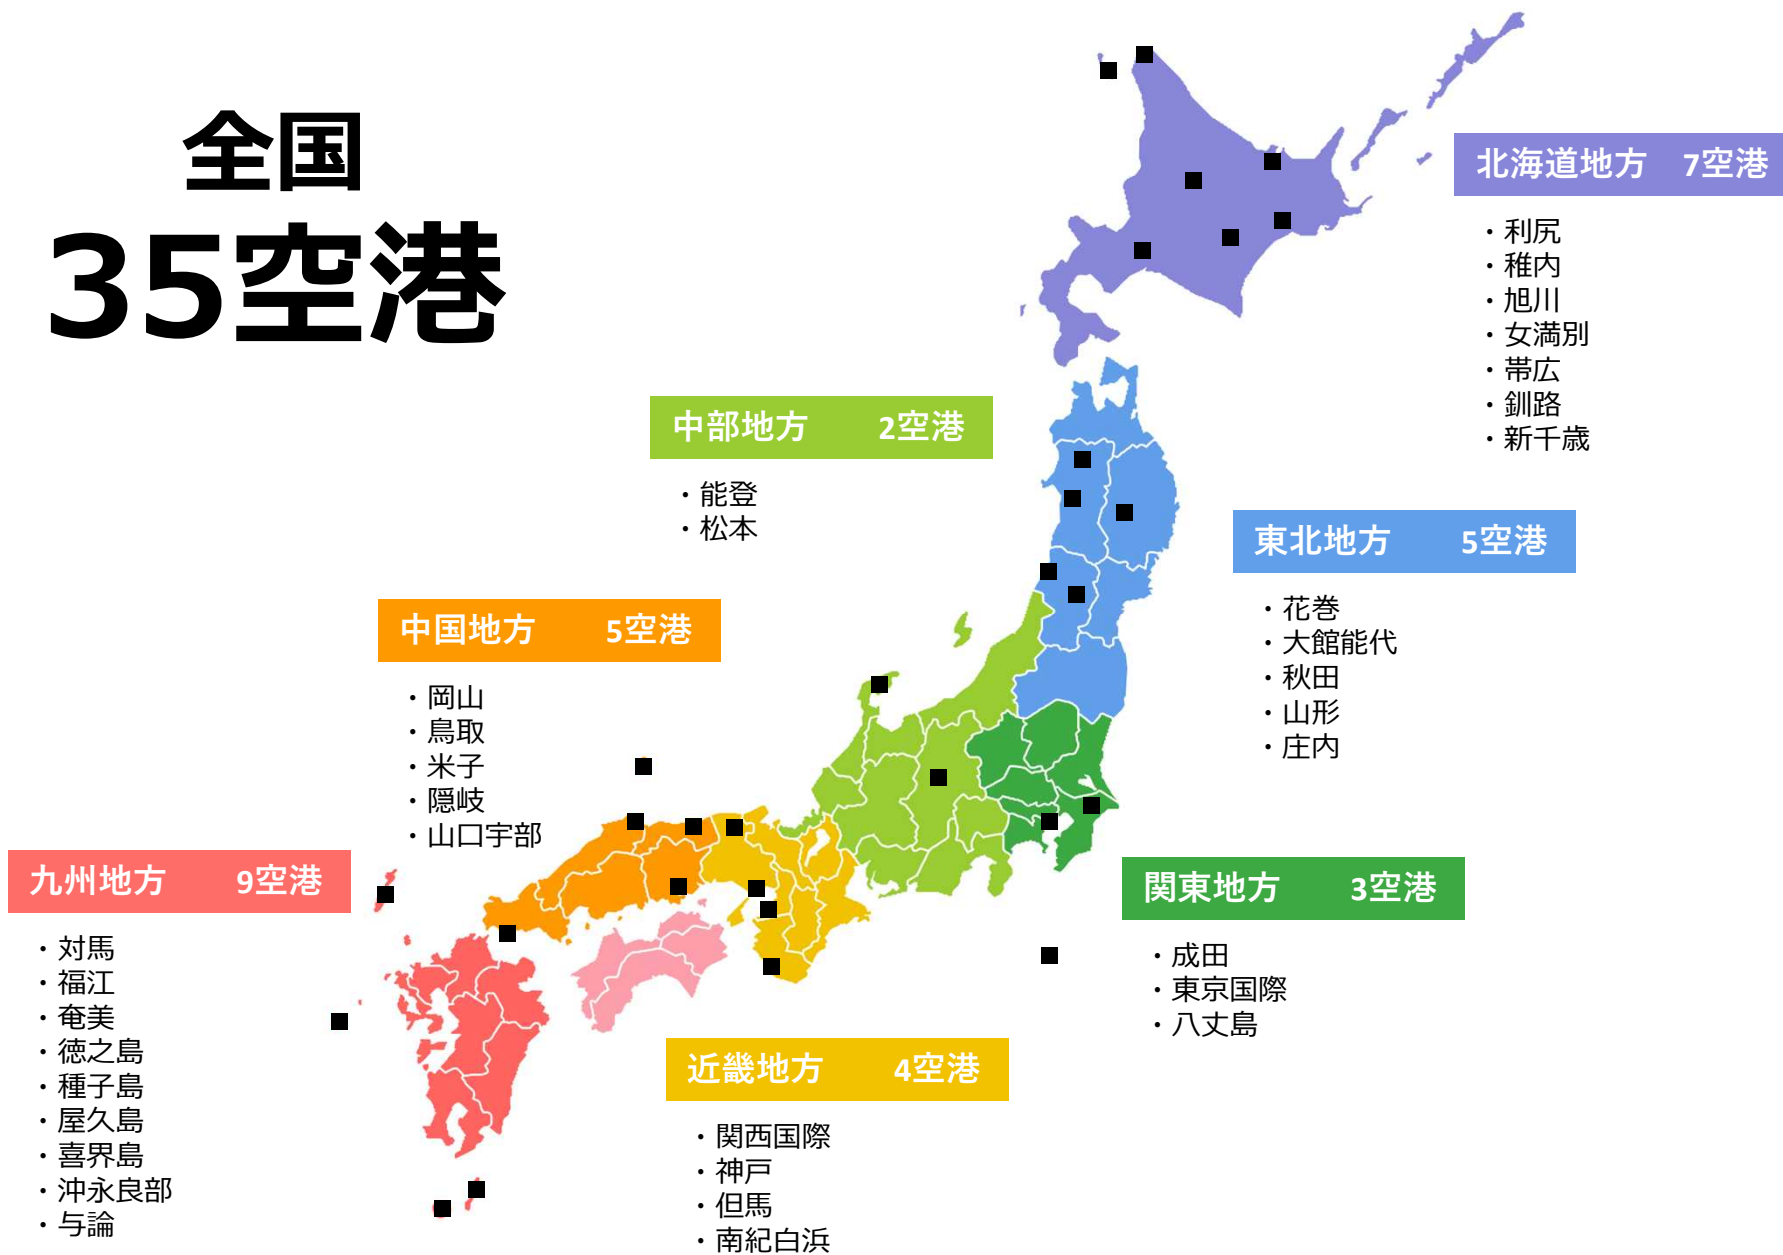 全国
35空港
北海道地方 7空港
・利尻
・稚内
・旭川
・女満別
・帯広
・釧路
・新千歳
中部地方 2空港
・能登
・松本
東北地方 5空港
・花巻
・大館能代
・秋田
・山形
・庄内
中国地方 5空港
・岡山
・鳥取
・米子
・隠岐
・山口宇部
九州地方 9空港
・対馬
・福江
・奄美
・徳之島
・種子島
・屋久島
・喜界島
・沖永良部
・与論
関東地方 3空港
・成田
・東京国際
・八丈島
近畿地方 4空港
・関西国際
・神戸
・但馬
・南紀白浜